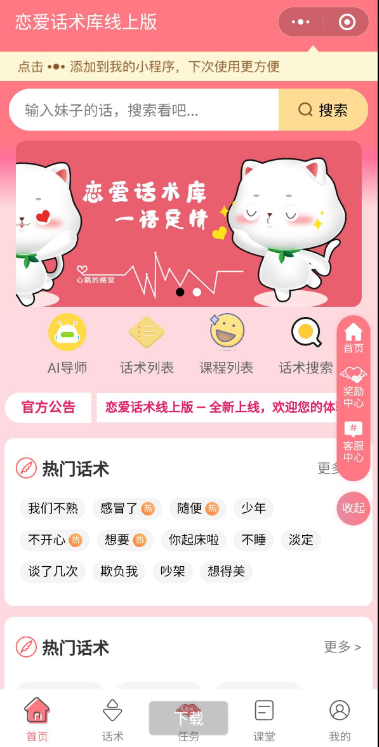 恋爱话术库线上版
点击 •●• 添加到我的小程序，下次使用更方便
输入妹子的话，搜索看吧...
搜索
恋爱话术库
一语足情
心跳的感觉
AI导师
话术列表
课程列表
话术搜索
首页
奖励
中心
客服
中心
收起
官方公告
恋爱话术线上版 — 全新上线，欢迎您的体
热门话术
更多
我们不熟
感冒了 热
随便 热
少年
不开心 热
想要 热
你起床啦
不睡
淡定
谈了几次
欺负我
吵架
想得美
热门话术
更多 >
下载
首页
话术
任务
课堂
我的